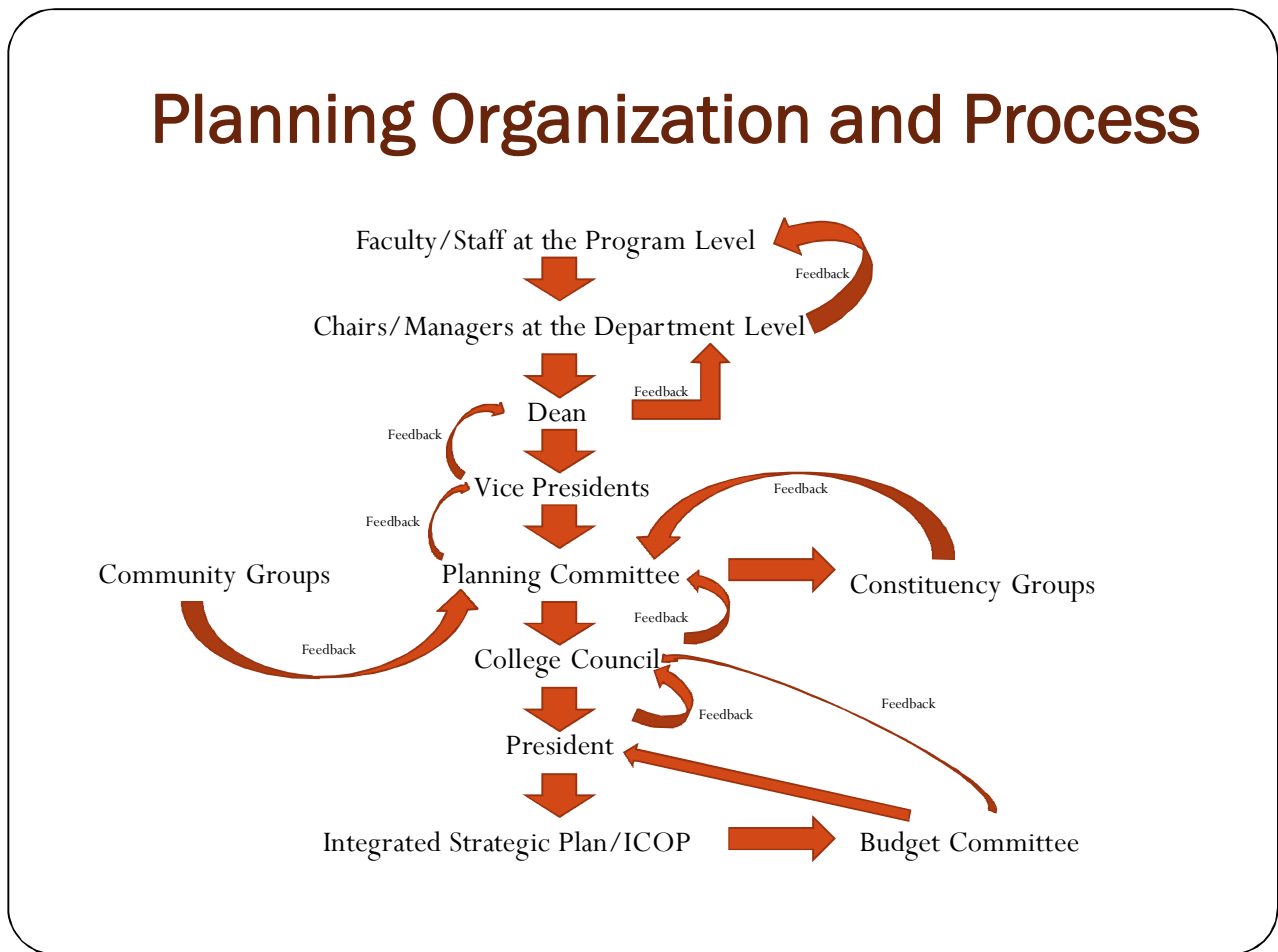 Planning Organization and Process
Faculty/Staff at the Program Level
Feedback
Chairs/Managers at the Department Level
Feedback
Dean
Feedback
Vice Presidents
Feedback
Feedback
Community Groups
Planning Committee
Constituency Groups
Feedback
Feedback
College Council
Feedback
Feedback
President
Integrated Strategic Plan/ICOP
Budget Committee